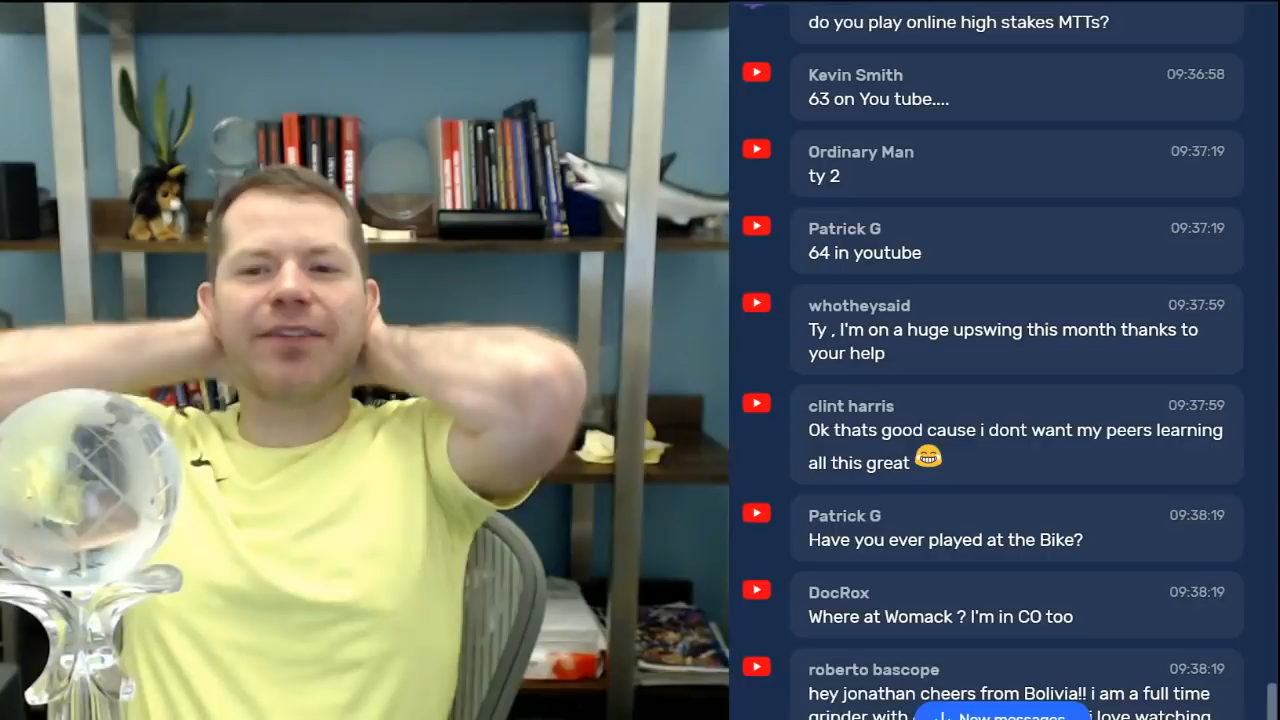 do you play online high stakes MTTs?
Kevin Smith 09:36:58
63 on You tube....
Ordinary Man 09:37:19
ty 2
Patrick G 09:37:19
64 in youtube
whotheysaid 09:37:59
Ty , I'm on a huge upswing this month thanks to
your help
clint harris 09:37:59
Ok thats good cause i dont want my peers learning
all this great 😂
Patrick G 09:38:19
Have you ever played at the Bike?
DocRox 09:38:19
Where at Womack ? I'm in CO too
roberto bascope 09:38:19
hey jonathan cheers from Bolivia!! i am a full time
grinder with i love watching
New messages